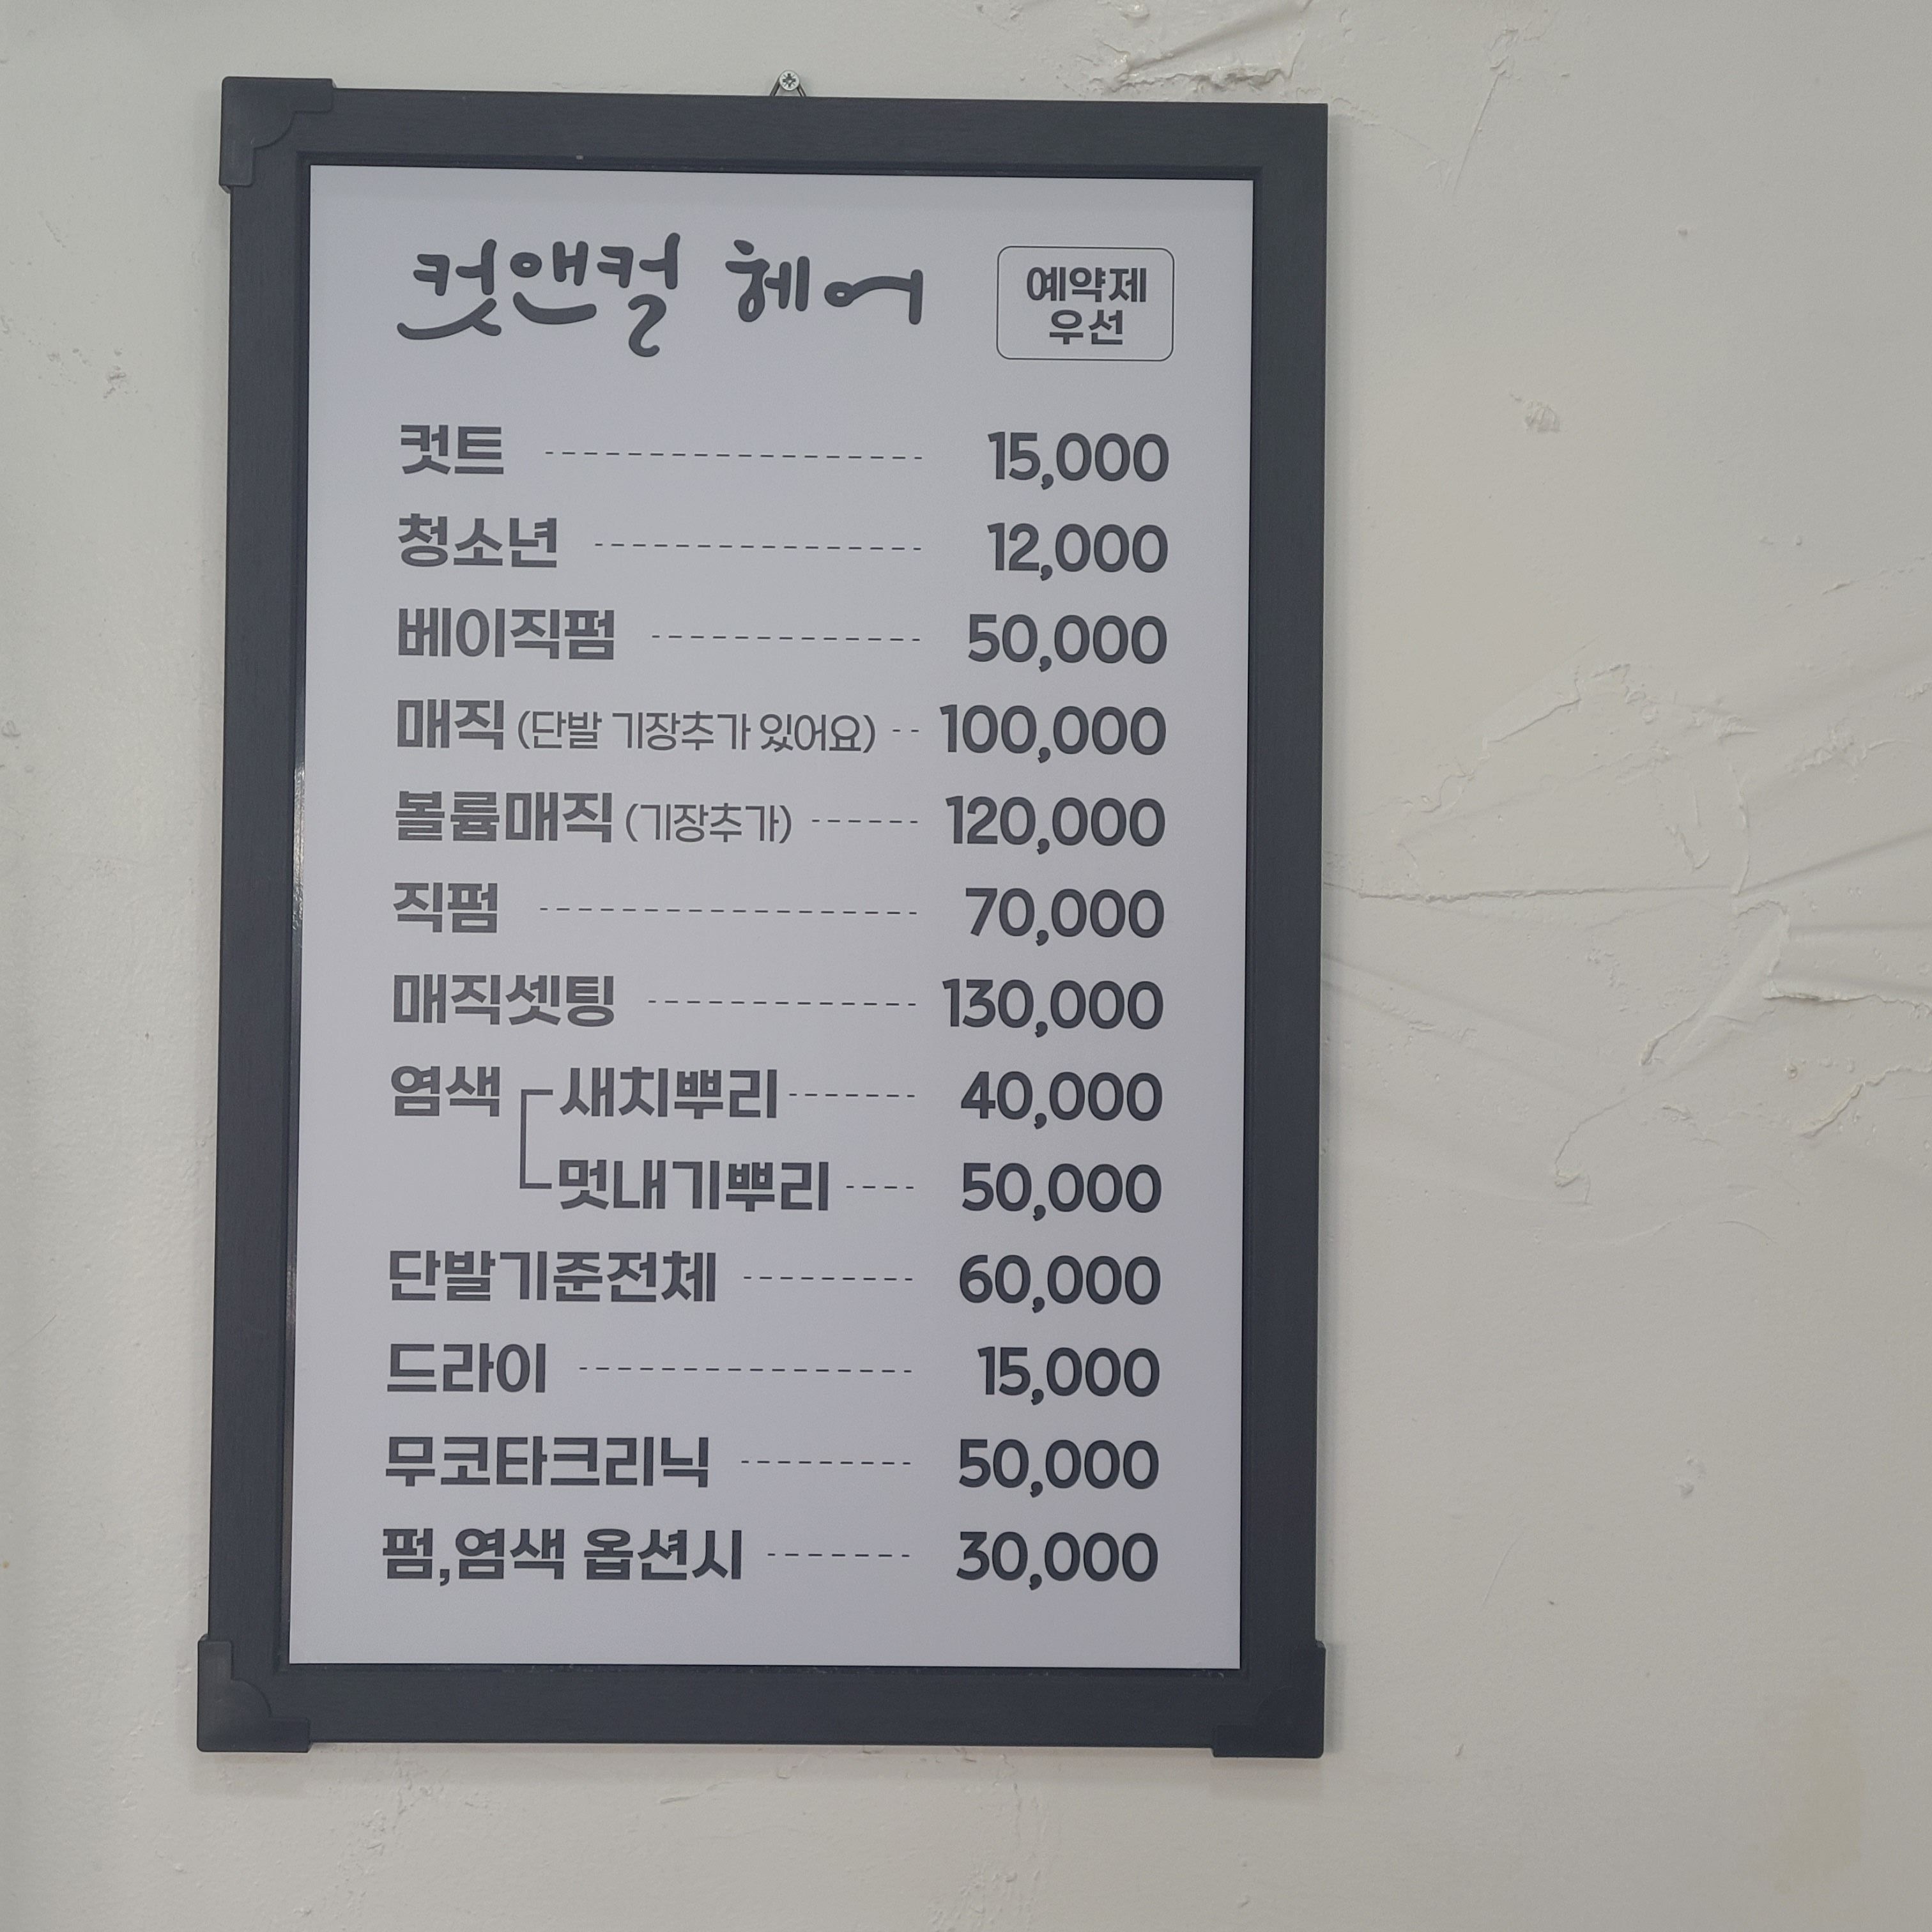 컷앤컬 헤어
예약제
우선
컷트 15,000
청소년 12,000
베이직펌 50,000
매직 (단발 기장추가 있어요) 100,000
볼륨매직 (기장추가) 120,000
직펌 70,000
매직셋팅 130,000
염색 새치뿌리 40,000
멋내기뿌리 50,000
단발기준전체 60,000
드라이 15,000
무코타크리닉 50,000
펌,염색 옵션시 30,000